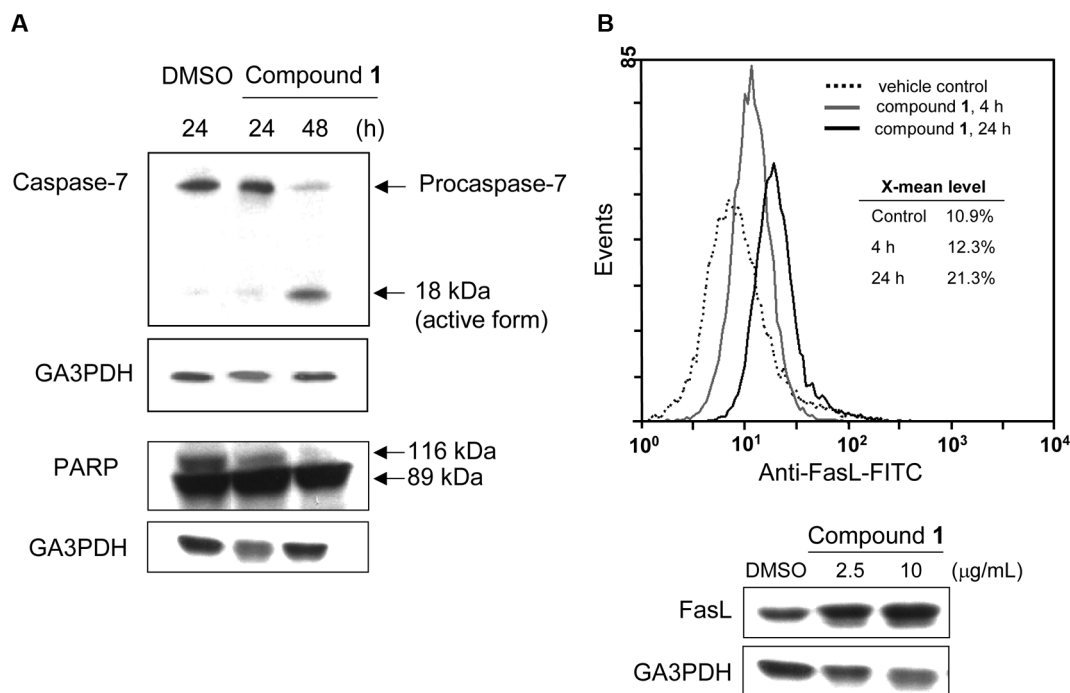 A
DMSO Compound 1
24 24 48 (h)
Caspase-7
Procaspase-7
18 kDa
(active form)
GA3PDH
PARP
116 kDa
89 kDa
GA3PDH
B
85
Events
vehicle control
compound 1, 4 h
compound 1, 24 h
X-mean level
Control 10.9%
4 h 12.3%
24 h 21.3%
10⁰ 10¹ 10² 10³ 10⁴
Anti-FasL-FITC
Compound 1
DMSO 2.5 10 (μg/mL)
FasL
GA3PDH